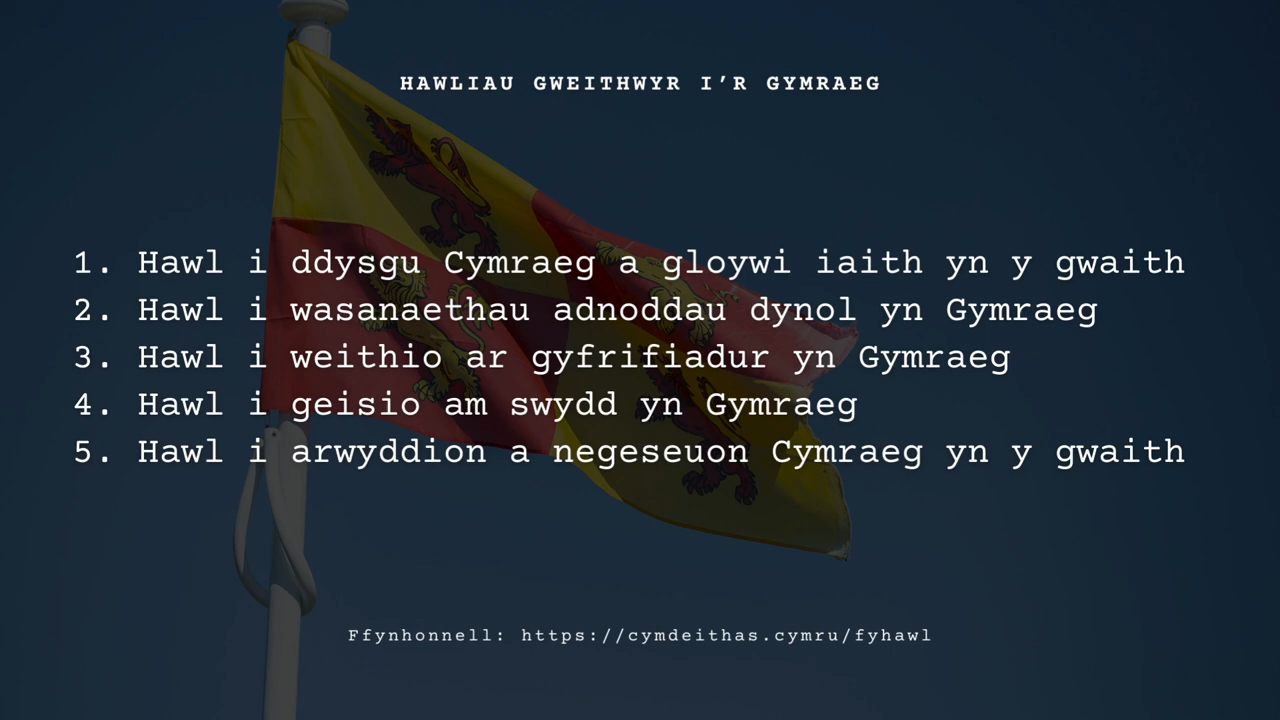 HAWLIAU GWEITHWYR I’R GYMRAEG
1. Hawl i ddysgu Cymraeg a gloywi iaith yn y gwaith
2. Hawl i wasanaethau adnoddau dynol yn Gymraeg
3. Hawl i weithio ar gyfrifiadur yn Gymraeg
4. Hawl i geisio am swydd yn Gymraeg
5. Hawl i arwyddion a negeseuon Cymraeg yn y gwaith
Ffynhonnell: https://cymdeithas.cymru/fyhawl